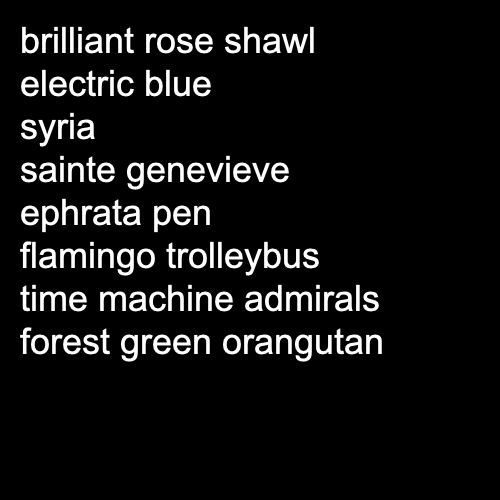 brilliant rose shawl
electric blue
syria
sainte genevieve
ephrata pen
flamingo trolleybus
time machine admirals
forest green orangutan